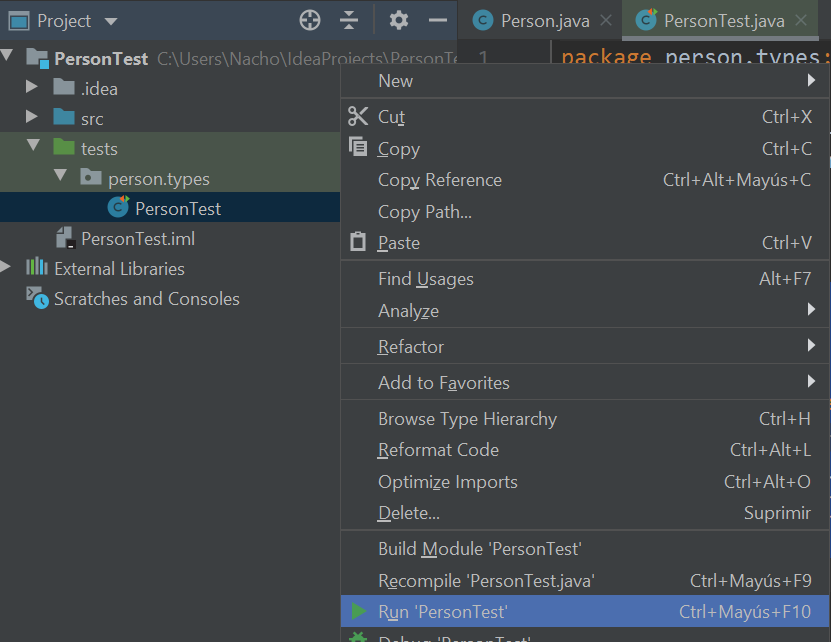 Project
Person.java
PersonTest.java
PersonTest C:\Users\Nacho\IdeaProjects\PersonTe
1 package person.types;
.idea
src
tests
person.types
PersonTest
PersonTest.iml
External Libraries
Scratches and Consoles
New
Cut Ctrl+X
Copy Ctrl+C
Copy Reference Ctrl+Alt+Mayús+C
Copy Path...
Paste Ctrl+V
Find Usages Alt+F7
Analyze
Refactor
Add to Favorites
Browse Type Hierarchy Ctrl+H
Reformat Code Ctrl+Alt+L
Optimize Imports Ctrl+Alt+O
Delete... Suprimir
Build Module 'PersonTest'
Recompile 'PersonTest.java' Ctrl+Mayús+F9
Run 'PersonTest' Ctrl+Mayús+F10
Debug 'PersonTest'